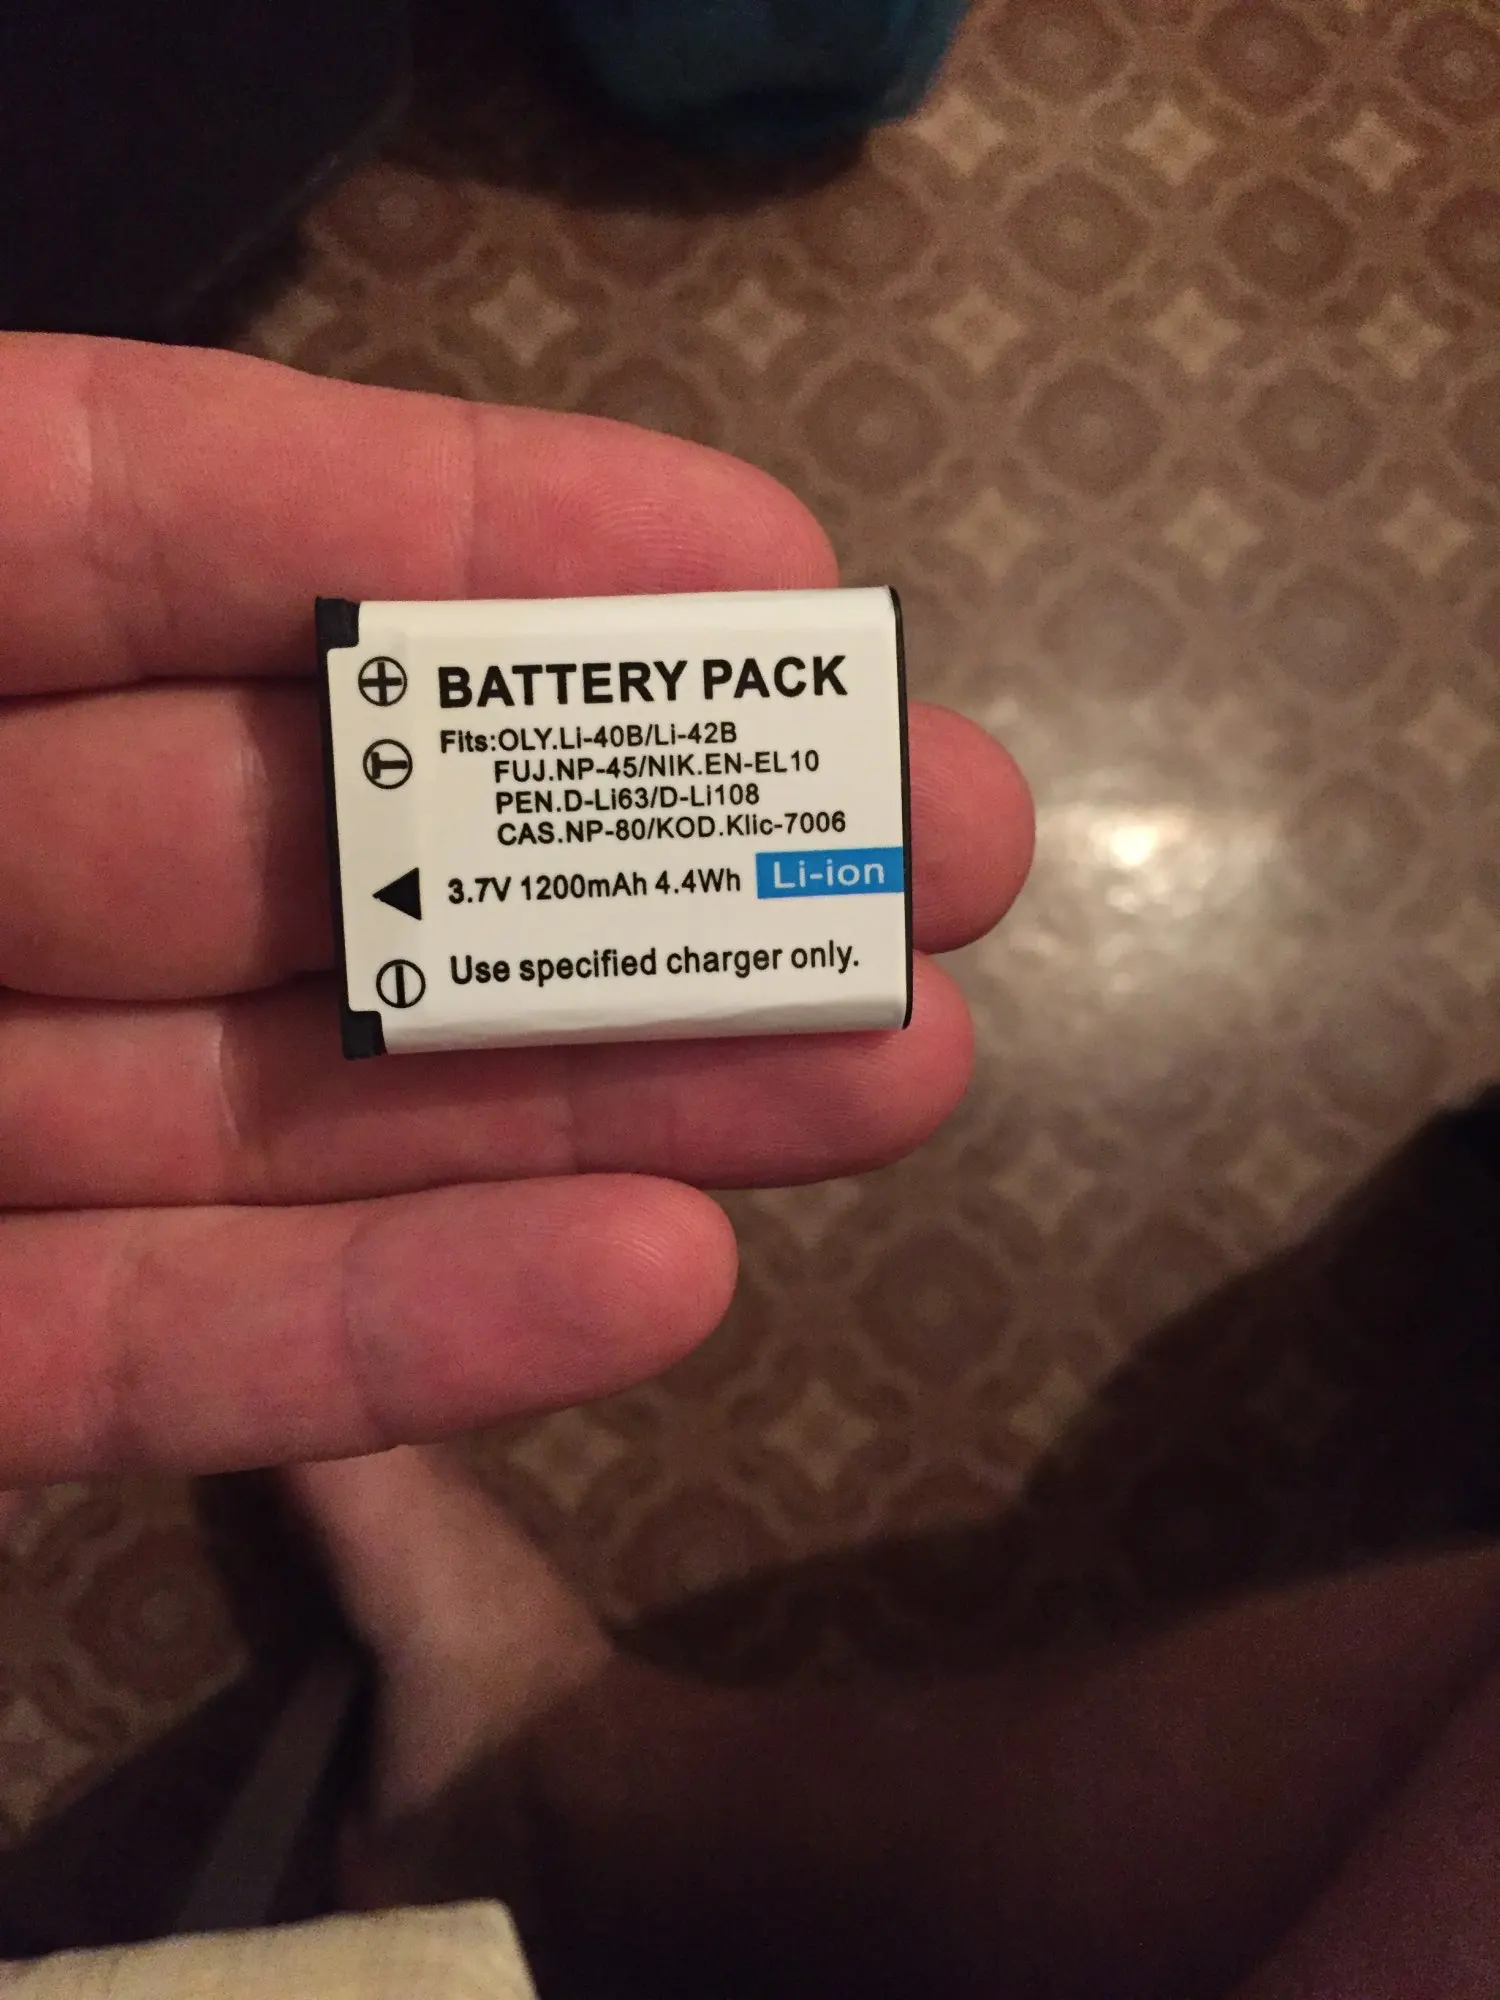 BATTERY PACK
Fits:OLY.Li-40B/Li-42B
FUJ.NP-45/NIK.EN-EL10
PEN.D-Li63/D-Li108
CAS.NP-80/KOD.Klic-7006
3.7V 1200mAh 4.4Wh Li-ion
Use specified charger only.